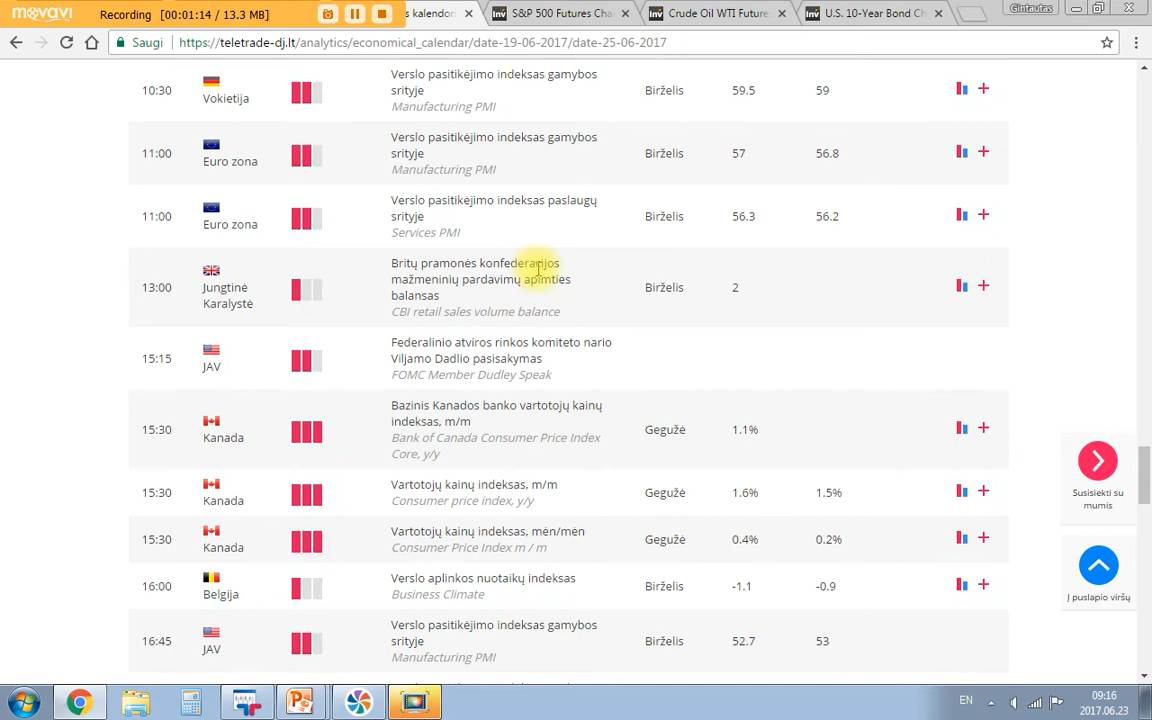 movavi
Recording [00:01:14 / 13.3 MB]
s kalendor
S&P 500 Futures Cha
Crude Oil WTI Future
U.S. 10-Year Bond Ch
Gintautas
Saugi
https://teletrade-dj.lt/analytics/economical_calendar/date-19-06-2017/date-25-06-2017
10:30 Vokietija
Verslo pasitikėjimo indeksas gamybos
srityje
Manufacturing PMI
Birželis 59.5 59
11:00 Euro zona
Verslo pasitikėjimo indeksas gamybos
srityje
Manufacturing PMI
Birželis 57 56.8
11:00 Euro zona
Verslo pasitikėjimo indeksas paslaugų
srityje
Services PMI
Birželis 56.3 56.2
13:00 Jungtinė
Karalystė
Britų pramonės konfederacijos
mažmeninių pardavimų apimties
balansas
CBI retail sales volume balance
Birželis 2
15:15 JAV
Federalinio atviros rinkos komiteto nario
Viljamo Dadlio pasisakymas
FOMC Member Dudley Speak
15:30 Kanada
Bazinis Kanados banko vartotojų kainų
indeksas, m/m
Bank of Canada Consumer Price Index
Core, y/y
Gegužė 1.1%
15:30 Kanada
Vartotojų kainų indeksas, m/m
Consumer price index, y/y
Gegužė 1.6% 1.5%
15:30 Kanada
Vartotojų kainų indeksas, mėn/mėn
Consumer Price Index m / m
Gegužė 0.4% 0.2%
16:00 Belgija
Verslo aplinkos nuotaikų indeksas
Business Climate
Birželis -1.1 -0.9
16:45 JAV
Verslo pasitikėjimo indeksas gamybos
srityje
Manufacturing PMI
Birželis 52.7 53
Susisiekti su
mumis
Į puslapio viršų
EN
09:16
2017.06.23